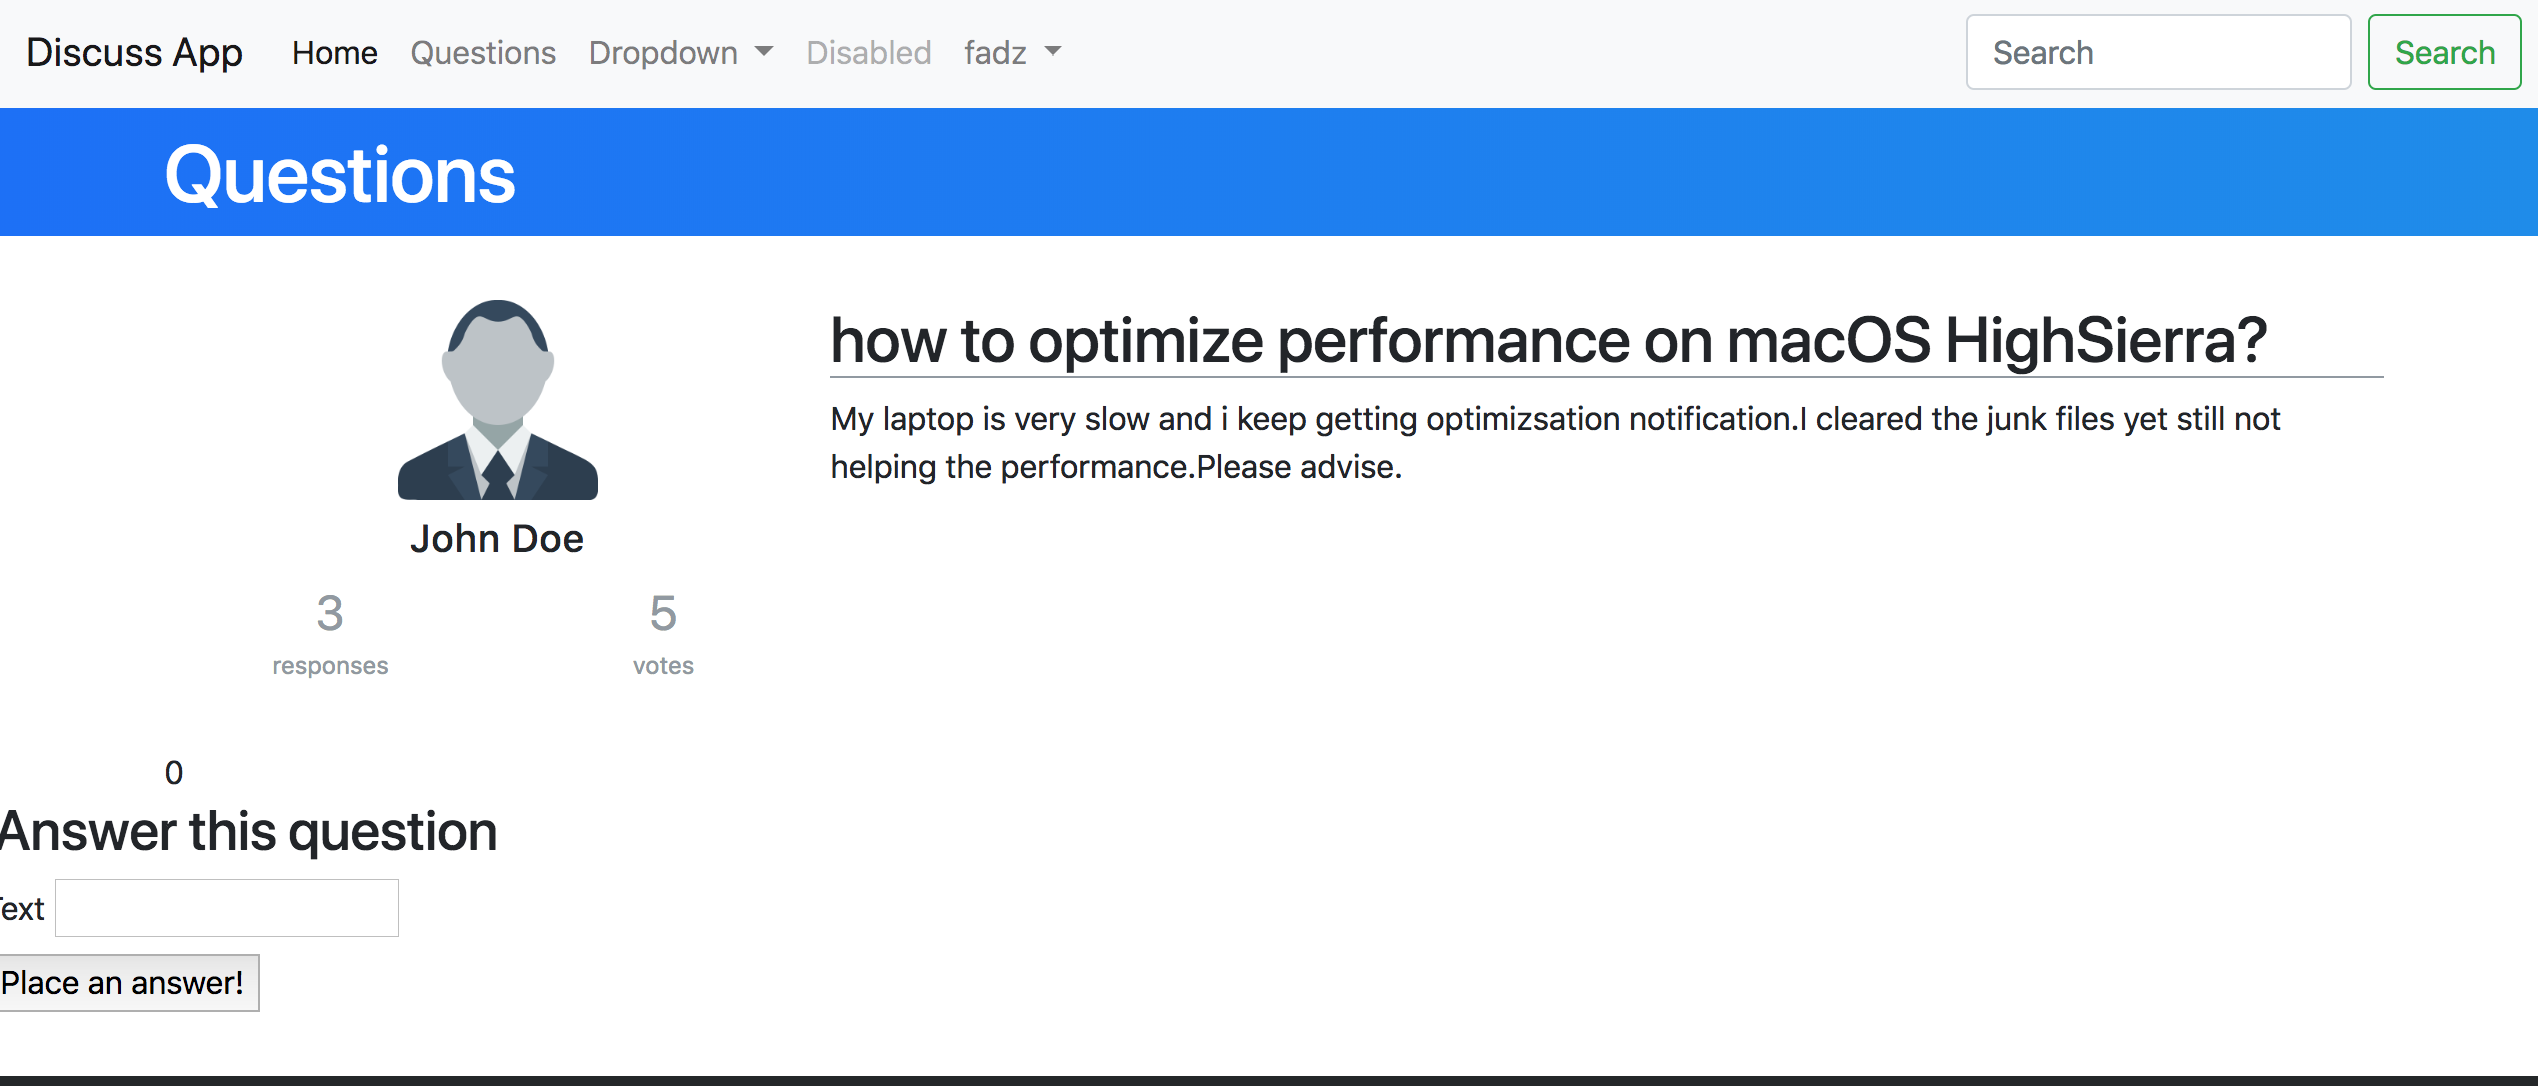 Discuss App Home Questions Dropdown Disabled fadz Search Search
Questions
how to optimize performance on macOS HighSierra?
My laptop is very slow and i keep getting optimizsation notification.I cleared the junk files yet still not
helping the performance.Please advise.
John Doe
3 5
responses votes
0
Answer this question
Text
Place an answer!